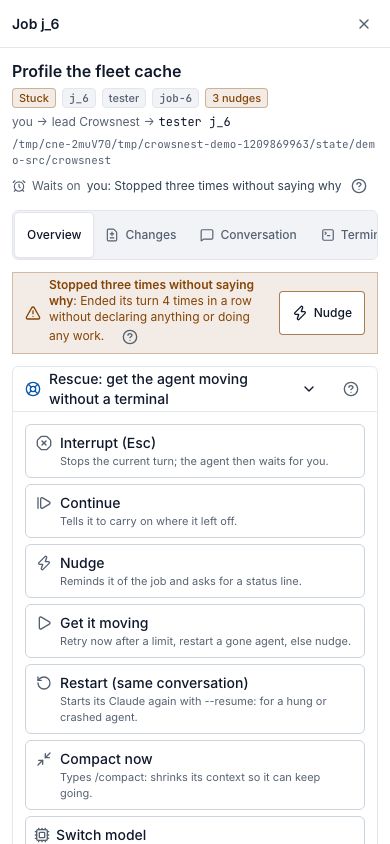 Job j_6
Profile the fleet cache
Stuck j_6 tester job-6 3 nudges
you → lead Crowsnest → tester j_6
/tmp/cne-2muV70/tmp/crowsnest-demo-1209869963/state/dem
o-src/crowsnest
Waits on you: Stopped three times without saying why
Overview Changes Conversation Termin
Stopped three times without saying
why: Ended its turn 4 times in a row
without declaring anything or doing
any work.
Nudge
Rescue: get the agent moving
without a terminal
Interrupt (Esc)
Stops the current turn; the agent then waits for you.
Continue
Tells it to carry on where it left off.
Nudge
Reminds it of the job and asks for a status line.
Get it moving
Retry now after a limit, restart a gone agent, else nudge.
Restart (same conversation)
Starts its Claude again with --resume: for a hung or
crashed agent.
Compact now
Types /compact: shrinks its context so it can keep
going.
Switch model